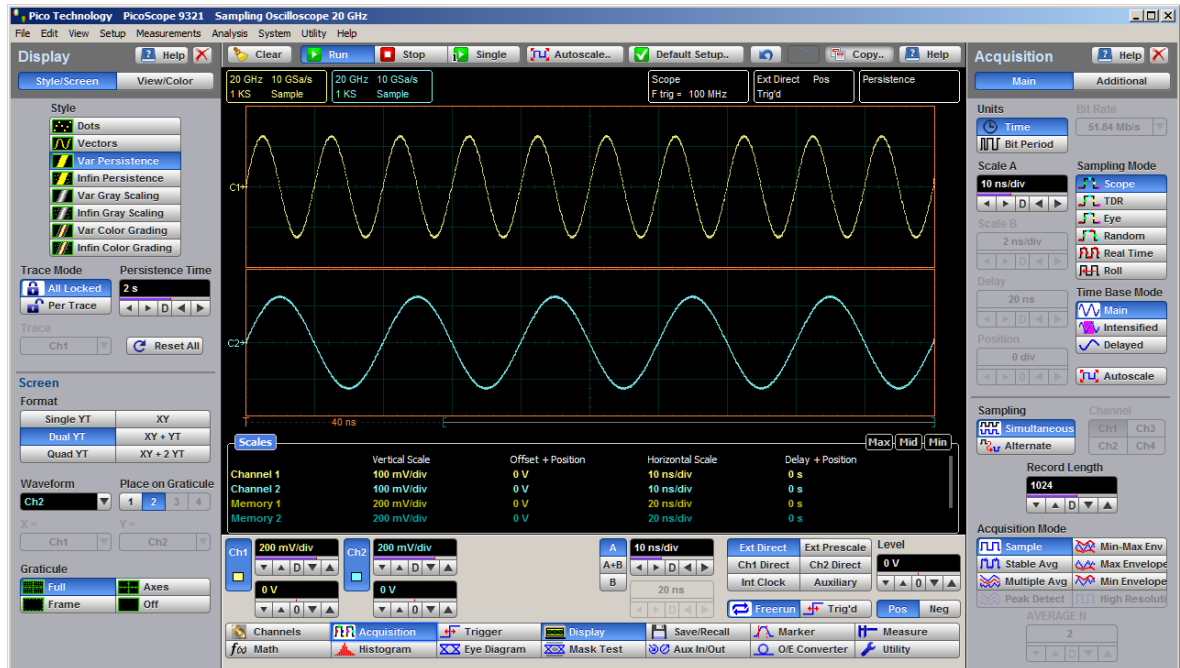 Pico Technology PicoScope 9321 Sampling Oscilloscope 20 GHz
File Edit View Setup Measurements Analysis System Utility Help
Display Help
Style/Screen View/Color
Style
Dots
Vectors
Var Persistence
Infin Persistence
Var Gray Scaling
Infin Gray Scaling
Var Color Grading
Infin Color Grading
Trace Mode Persistence Time
All Locked 2 s
Per Trace D
Trace
Ch1 Reset All
Screen
Format
Single YT XY
Dual YT XY + YT
Quad YT XY + 2 YT
Waveform Place on Graticule
Ch2 1 2 3 4
X = Y =
Ch1 Ch2
Graticule
Full Axes
Frame Off
Clear Run Stop Single Autoscale.. Default Setup.. Copy.. Help
20 GHz 10 GSa/s 20 GHz 10 GSa/s Scope Ext Direct Pos Persistence
1 KS Sample 1 KS Sample F trig = 100 MHz Trig'd
C1
C2
40 ns
Scales Max Mid Min
Vertical Scale Offset + Position Horizontal Scale Delay + Position
Channel 1 100 mV/div 0 V 10 ns/div 0 s
Channel 2 100 mV/div 0 V 10 ns/div 0 s
Memory 1 200 mV/div 0 V 20 ns/div 0 s
Memory 2 200 mV/div 0 V 20 ns/div 0 s
Ch1 200 mV/div Ch2 200 mV/div A 10 ns/div Ext Direct Ext Prescale Level
D D A+B D Ch1 Direct Ch2 Direct 0 V
0 V 0 V B 20 ns Int Clock Auxiliary 0
0 0 D Freerun Trig'd Pos Neg
Channels Acquisition Trigger Display Save/Recall Marker Measure
f(x) Math Histogram Eye Diagram Mask Test Aux In/Out O/E Converter Utility
Acquisition Help
Main Additional
Units Bit Rate
Time 51.84 Mb/s
Bit Period
Scale A Sampling Mode
10 ns/div Scope
D TDR
Scale B Eye
2 ns/div Random
D Real Time
Delay Roll
20 ns Time Base Mode
D Main
Position Intensified
0 div Delayed
D Autoscale
Sampling Channel
Simultaneous Ch1 Ch3
Alternate Ch2 Ch4
Record Length
1024
D
Acquisition Mode
Sample Min-Max Env
Stable Avg Max Envelope
Multiple Avg Min Envelope
Peak Detect High Resoluti
AVERAGE N
2
D